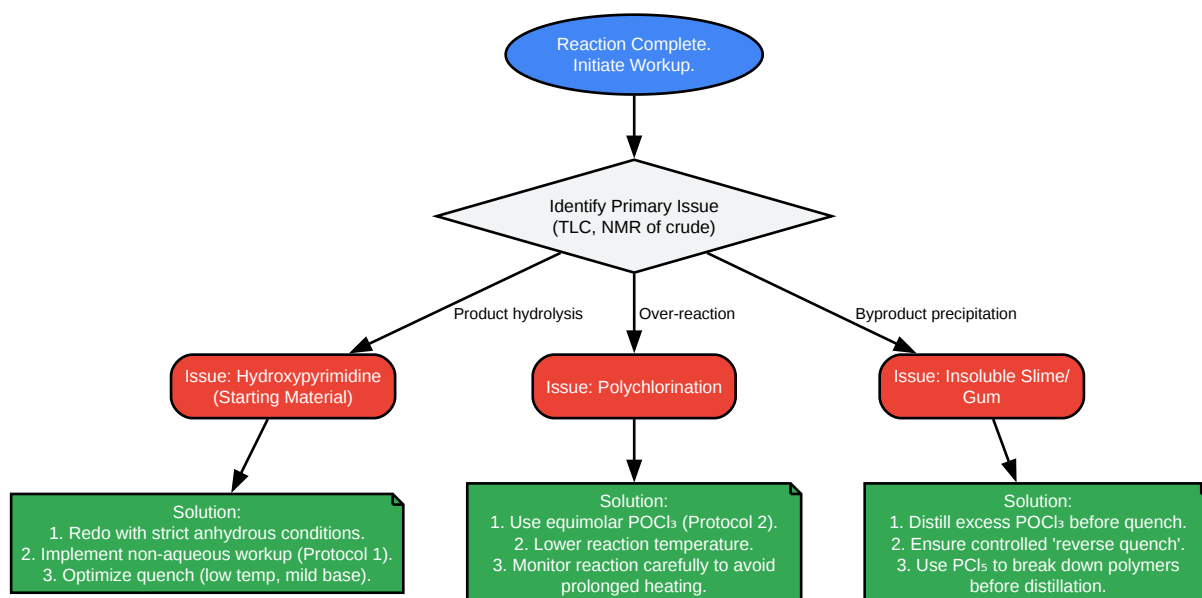 Reaction Complete.
Initiate Workup.
Identify Primary Issue
(TLC, NMR of crude)
Product hydrolysis
Over-reaction
Byproduct precipitation
Issue: Hydroxypyrimidine
(Starting Material)
Issue: Polychlorination
Issue: Insoluble Slime/
Gum
Solution:
1. Redo with strict anhydrous conditions.
2. Implement non-aqueous workup (Protocol 1).
3. Optimize quench (low temp, mild base).
Solution:
1. Use equimolar POCl₃ (Protocol 2).
2. Lower reaction temperature.
3. Monitor reaction carefully to avoid
prolonged heating.
Solution:
1. Distill excess POCl₃ before quench.
2. Ensure controlled 'reverse quench'.
3. Use PCl₅ to break down polymers
before distillation.